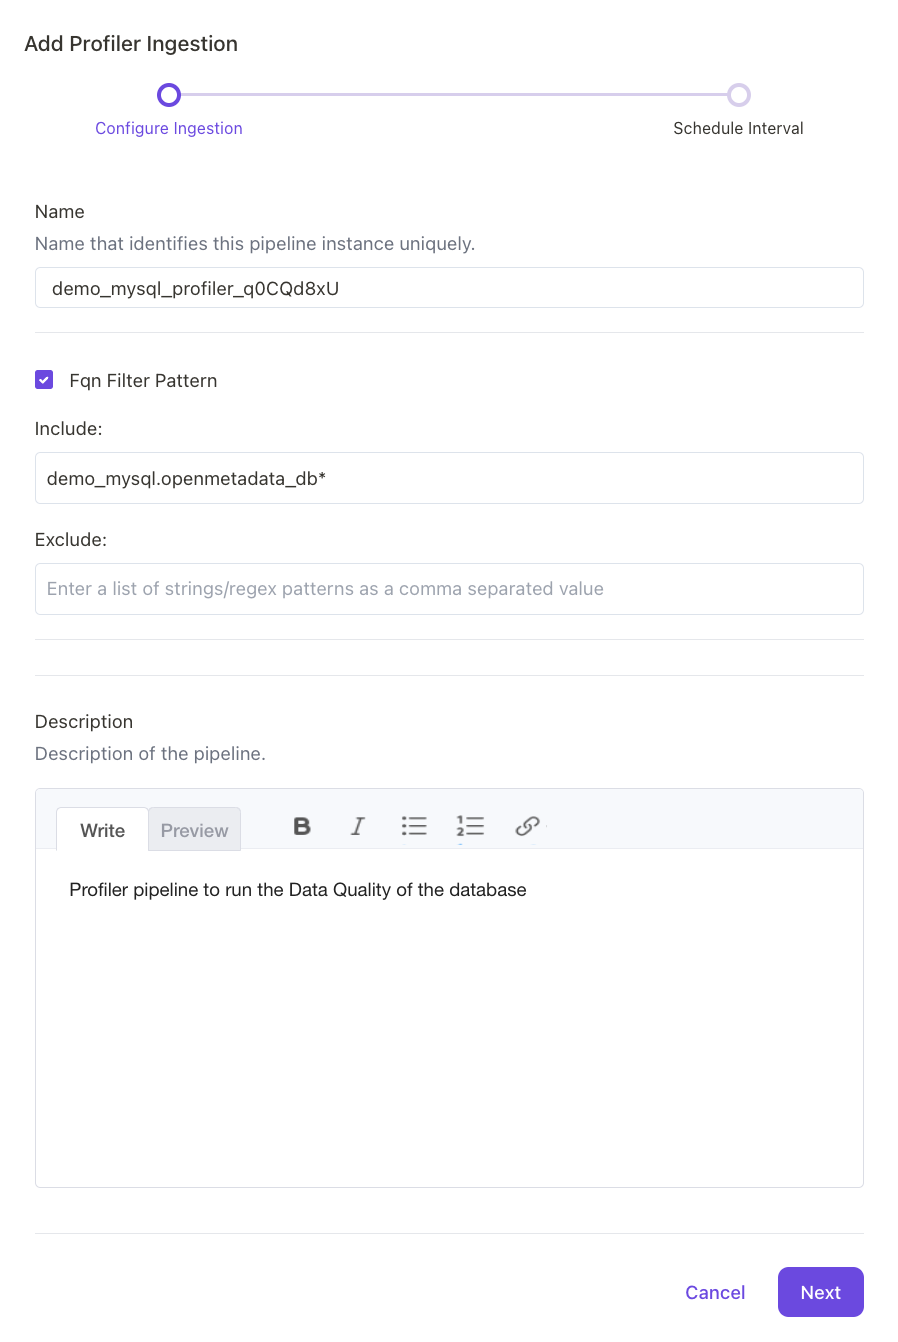 Add Profiler Ingestion
Configure Ingestion
Schedule Interval
Name
Name that identifies this pipeline instance uniquely.
demo_mysql_profiler_q0CQd8xU
Fqn Filter Pattern
Include:
demo_mysql.openmetadata_db*
Exclude:
Enter a list of strings/regex patterns as a comma separated value
Description
Description of the pipeline.
Write Preview B I
Profiler pipeline to run the Data Quality of the database
Cancel Next